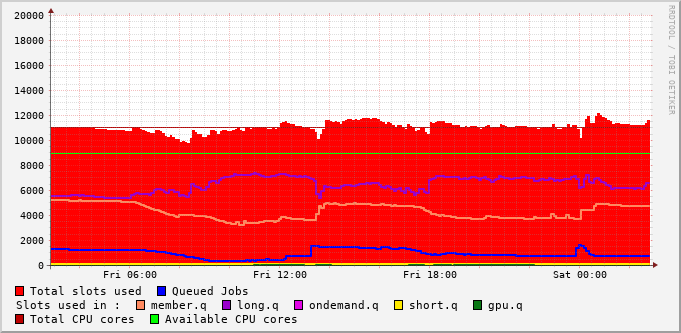 20000
18000
16000
14000
12000
10000
8000
6000
4000
2000
0
Fri 06:00 Fri 12:00 Fri 18:00 Sat 00:00
RRDTOOL / TOBI OETIKER
Total slots used Queued Jobs
Slots used in : member.q long.q ondemand.q short.q gpu.q
Total CPU cores Available CPU cores